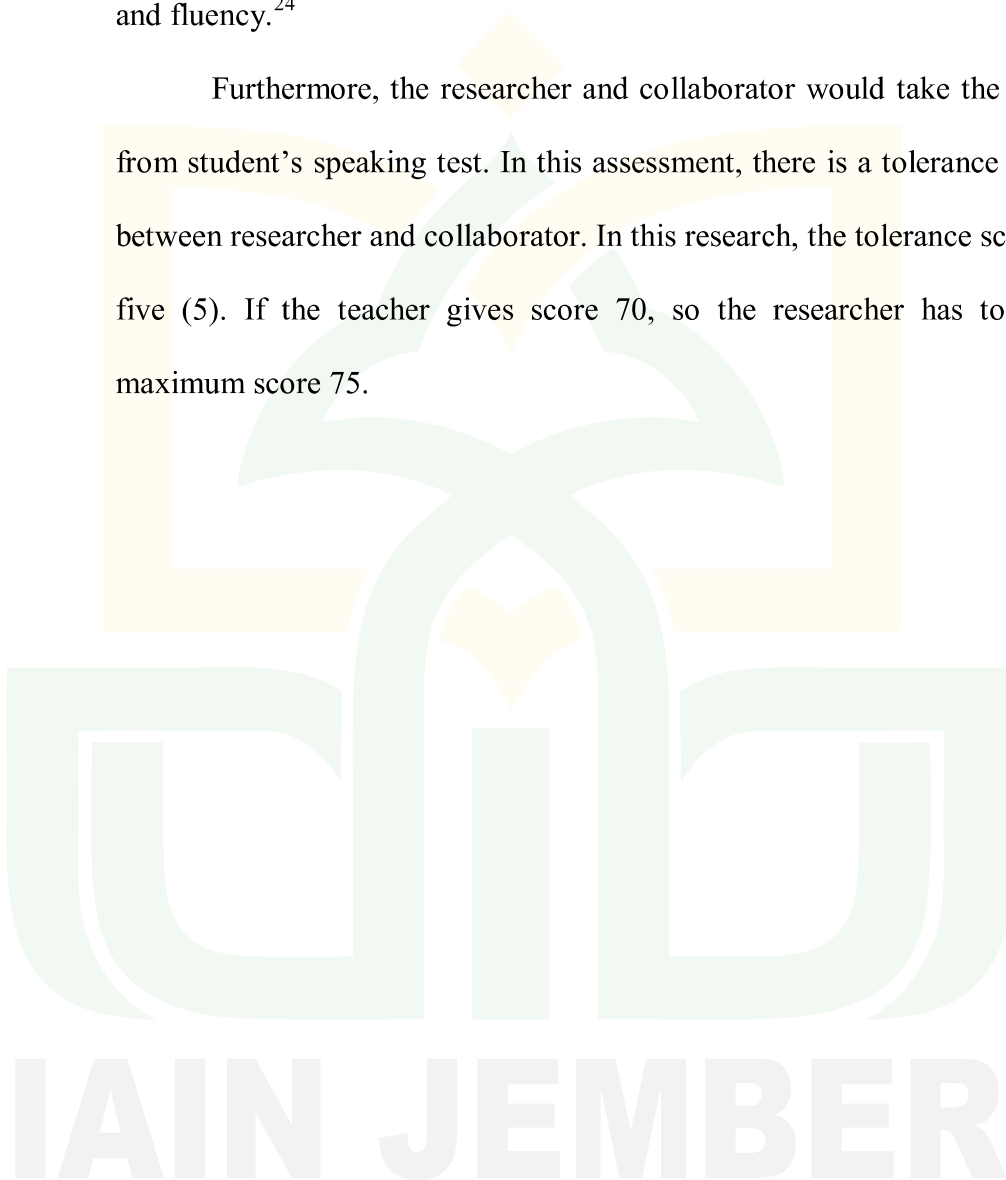 and fluency.24
Furthermore, the researcher and collaborator would take the
from student’s speaking test. In this assessment, there is a tolerance
between researcher and collaborator. In this research, the tolerance sc
five (5). If the teacher gives score 70, so the researcher has to
maximum score 75.
IAIN JEMBER